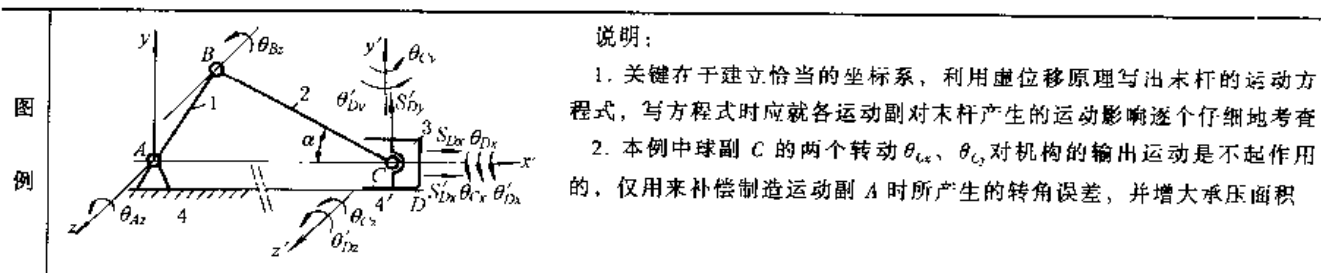 图
例
说明：
1. 关键在于建立恰当的坐标系，利用虚位移原理写出末杆的运动方
程式，写方程式时应就各运动副对末杆产生的运动影响逐个仔细地考查
2. 本例中球副 C 的两个转动θCx、θCy对机构的输出运动是不起作用
的，仅用来补偿制造运动副 A 时所产生的转角误差，并增大承压面积
y
B
θBz
y′
θCy
1
2
θ′Dy
S′Dy
3
α
SDx θDx
A
x′
C
S′Dx θCx θ′Dx
4
4′
D
θAz
z
θCz
θ′Dz
z′